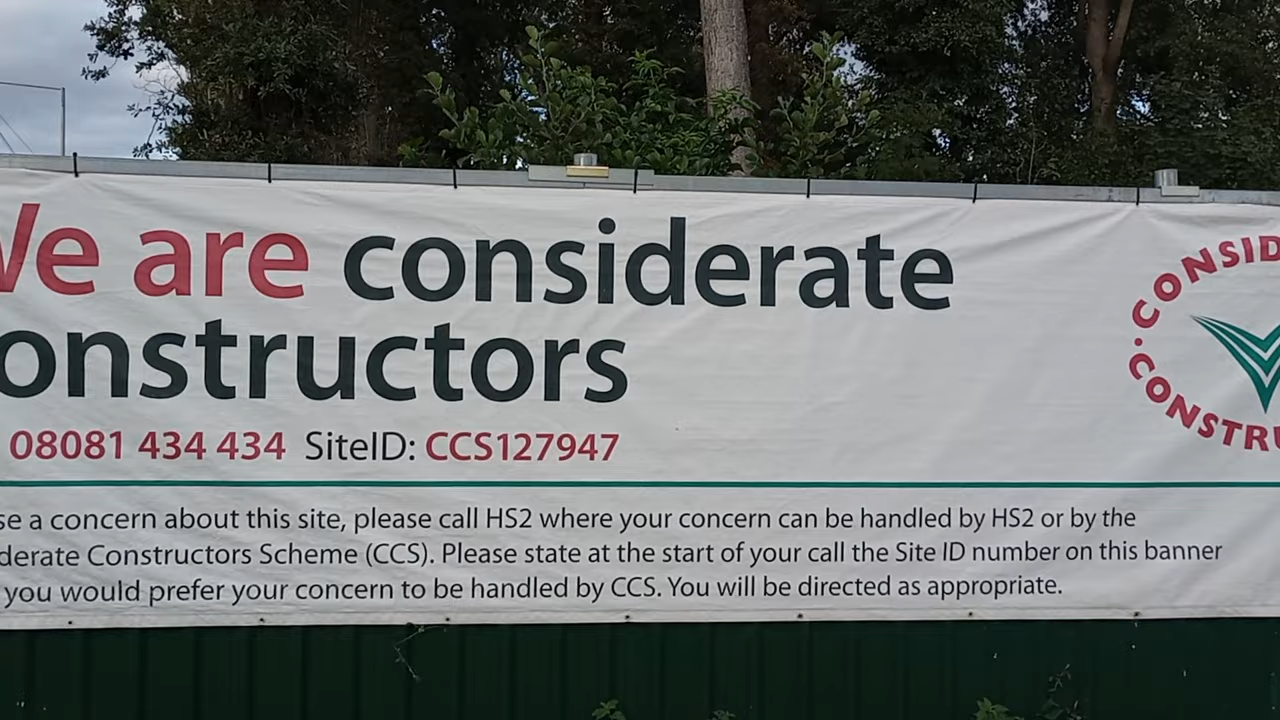 We are considerate
onstructors
08081 434 434 SiteID: CCS127947
se a concern about this site, please call HS2 where your concern can be handled by HS2 or by the
derate Constructors Scheme (CCS). Please state at the start of your call the Site ID number on this banner
you would prefer your concern to be handled by CCS. You will be directed as appropriate.
CONSID
CONSTRU